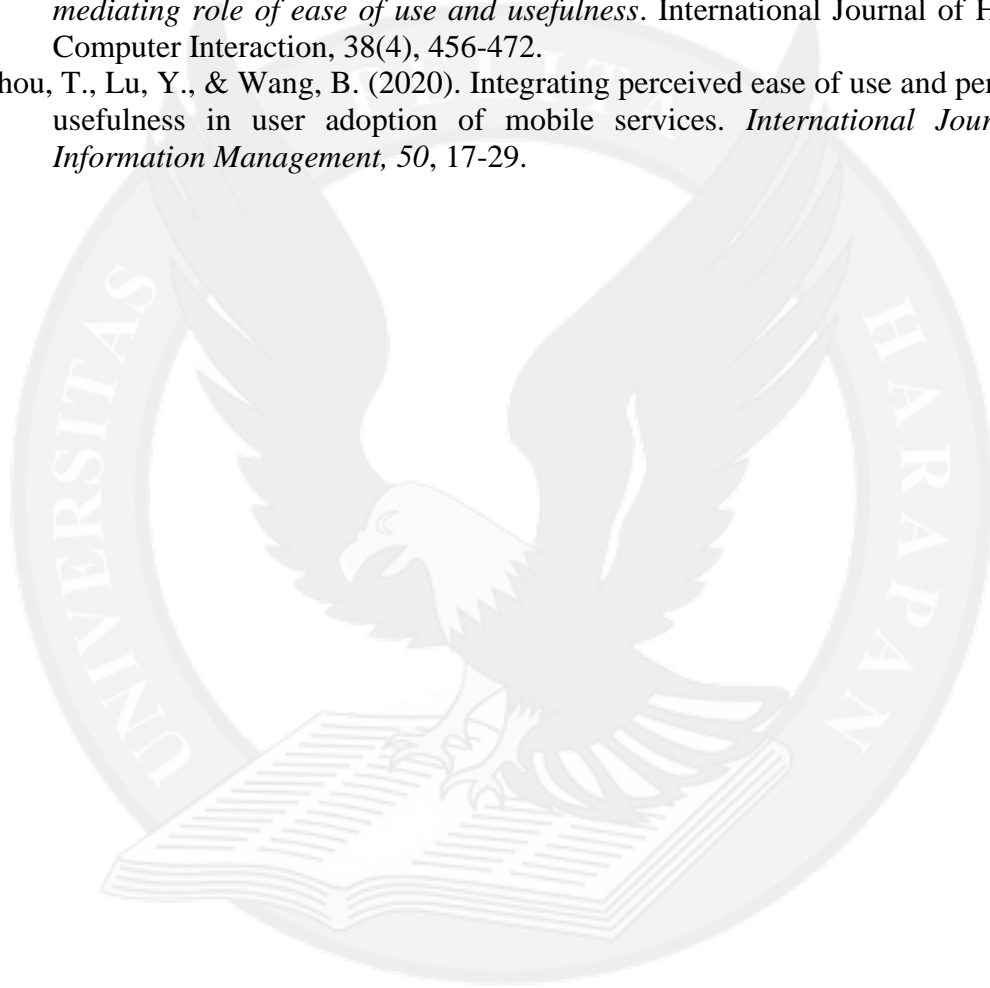 mediating role of ease of use and usefulness. International Journal of H
Computer Interaction, 38(4), 456-472.
hou, T., Lu, Y., & Wang, B. (2020). Integrating perceived ease of use and per
usefulness in user adoption of mobile services. International Jour
Information Management, 50, 17-29.
UNIVERSITAS
HARAPAN